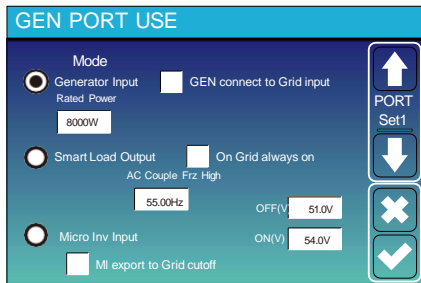 GEN PORT USE
Mode
Generator Input
GEN connect to Grid input
Rated Power
8000W
PORT
Set1
Smart Load Output
On Grid always on
AC Couple Frz High
55.00Hz
OFF(V)
51.0V
Micro Inv Input
ON(V)
54.0V
MI export to Grid cutoff